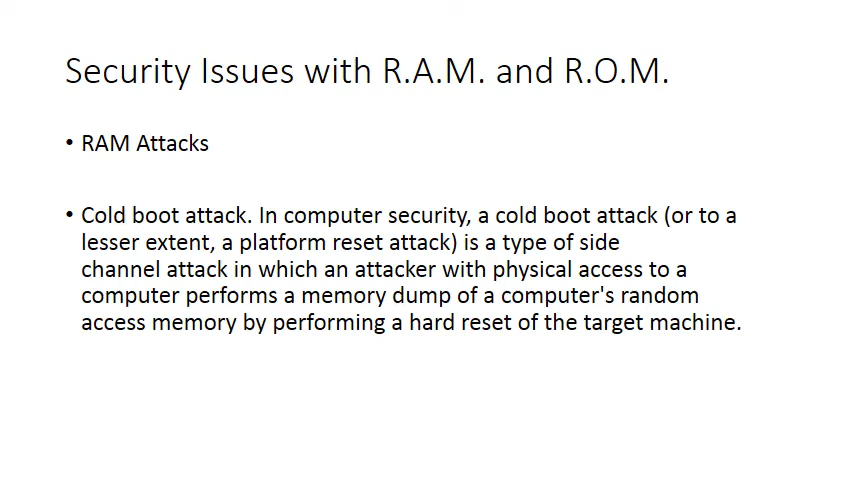 Security Issues with R.A.M. and R.O.M.
• RAM Attacks
• Cold boot attack. In computer security, a cold boot attack (or to a
lesser extent, a platform reset attack) is a type of side
channel attack in which an attacker with physical access to a
computer performs a memory dump of a computer's random
access memory by performing a hard reset of the target machine.